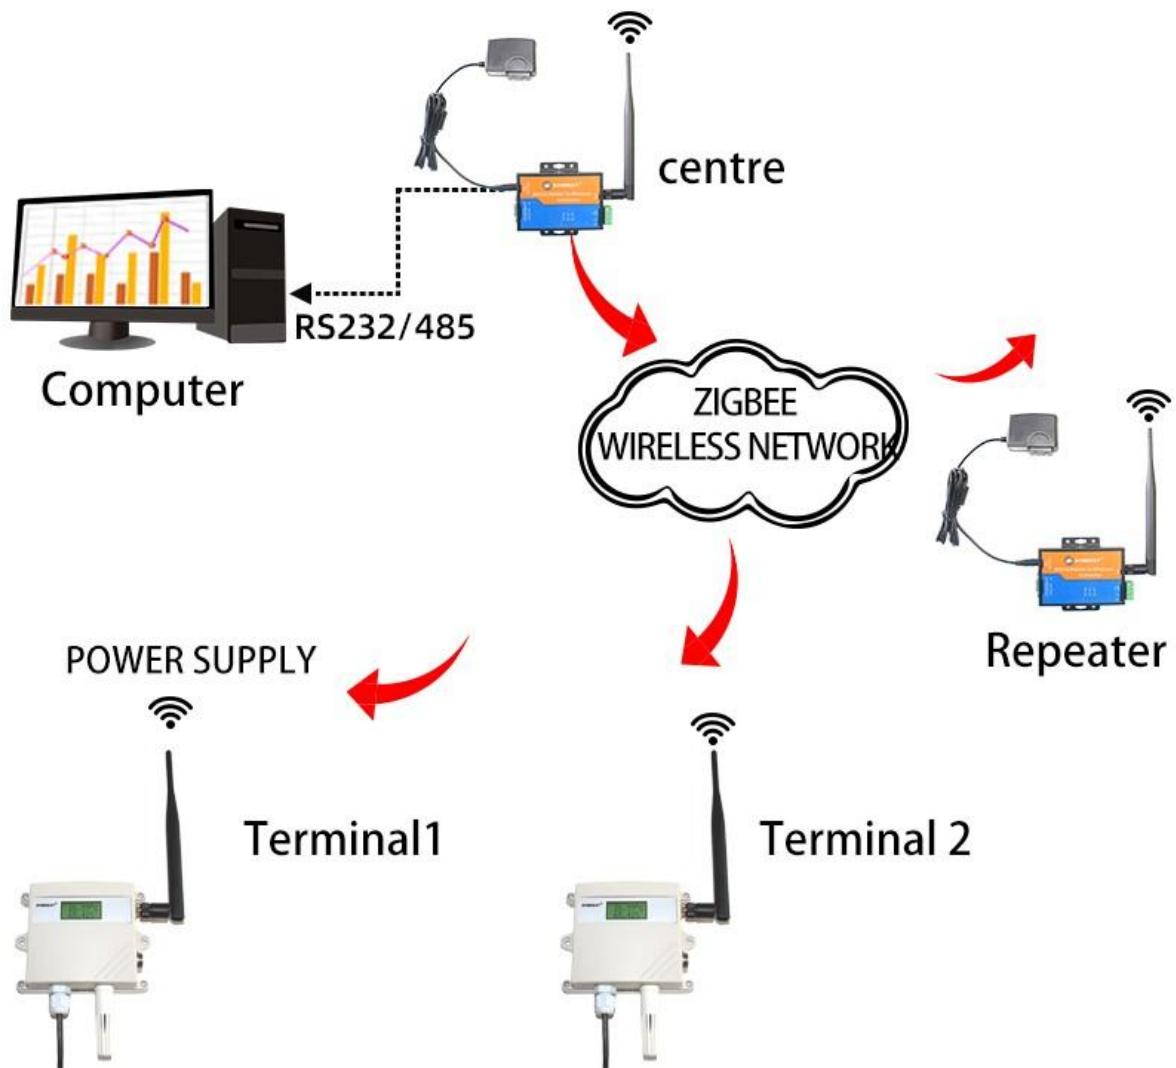 centre
RS232/485
Computer
ZIGBEE
WIRELESS NETWORK
Repeater
POWER SUPPLY
Terminal1
Terminal 2